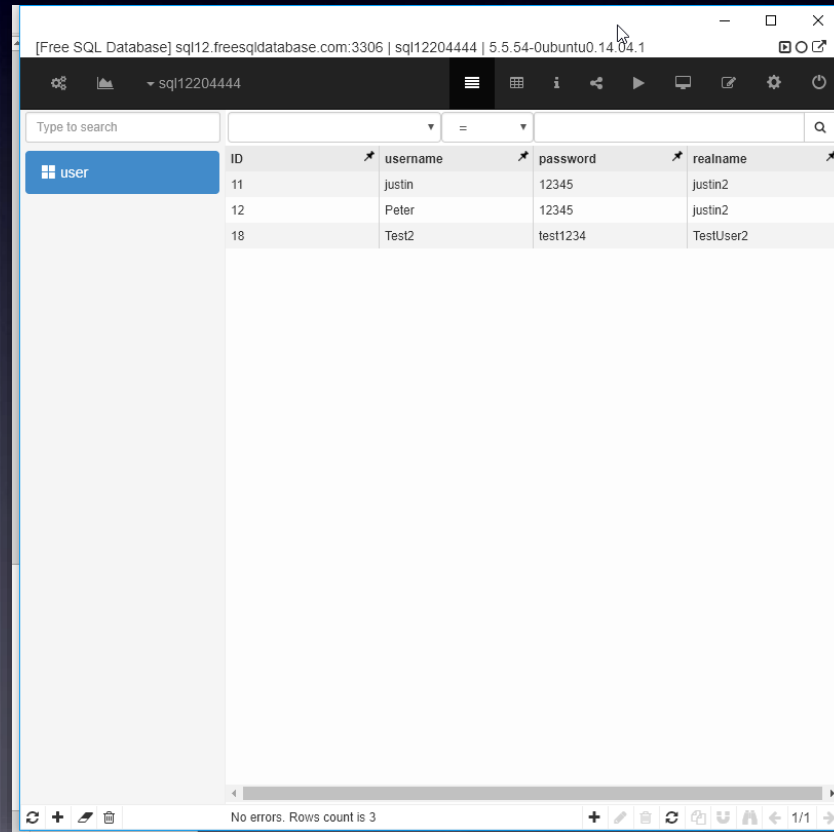 [Free SQL Database] sql12.freesqldatabase.com:3306 | sql12204444 | 5.5.54-0ubuntu0.14.04.1
sql12204444
Type to search
=
user
ID username password realname
11 justin 12345 justin2
12 Peter 12345 justin2
18 Test2 test1234 TestUser2
No errors. Rows count is 3
1/1